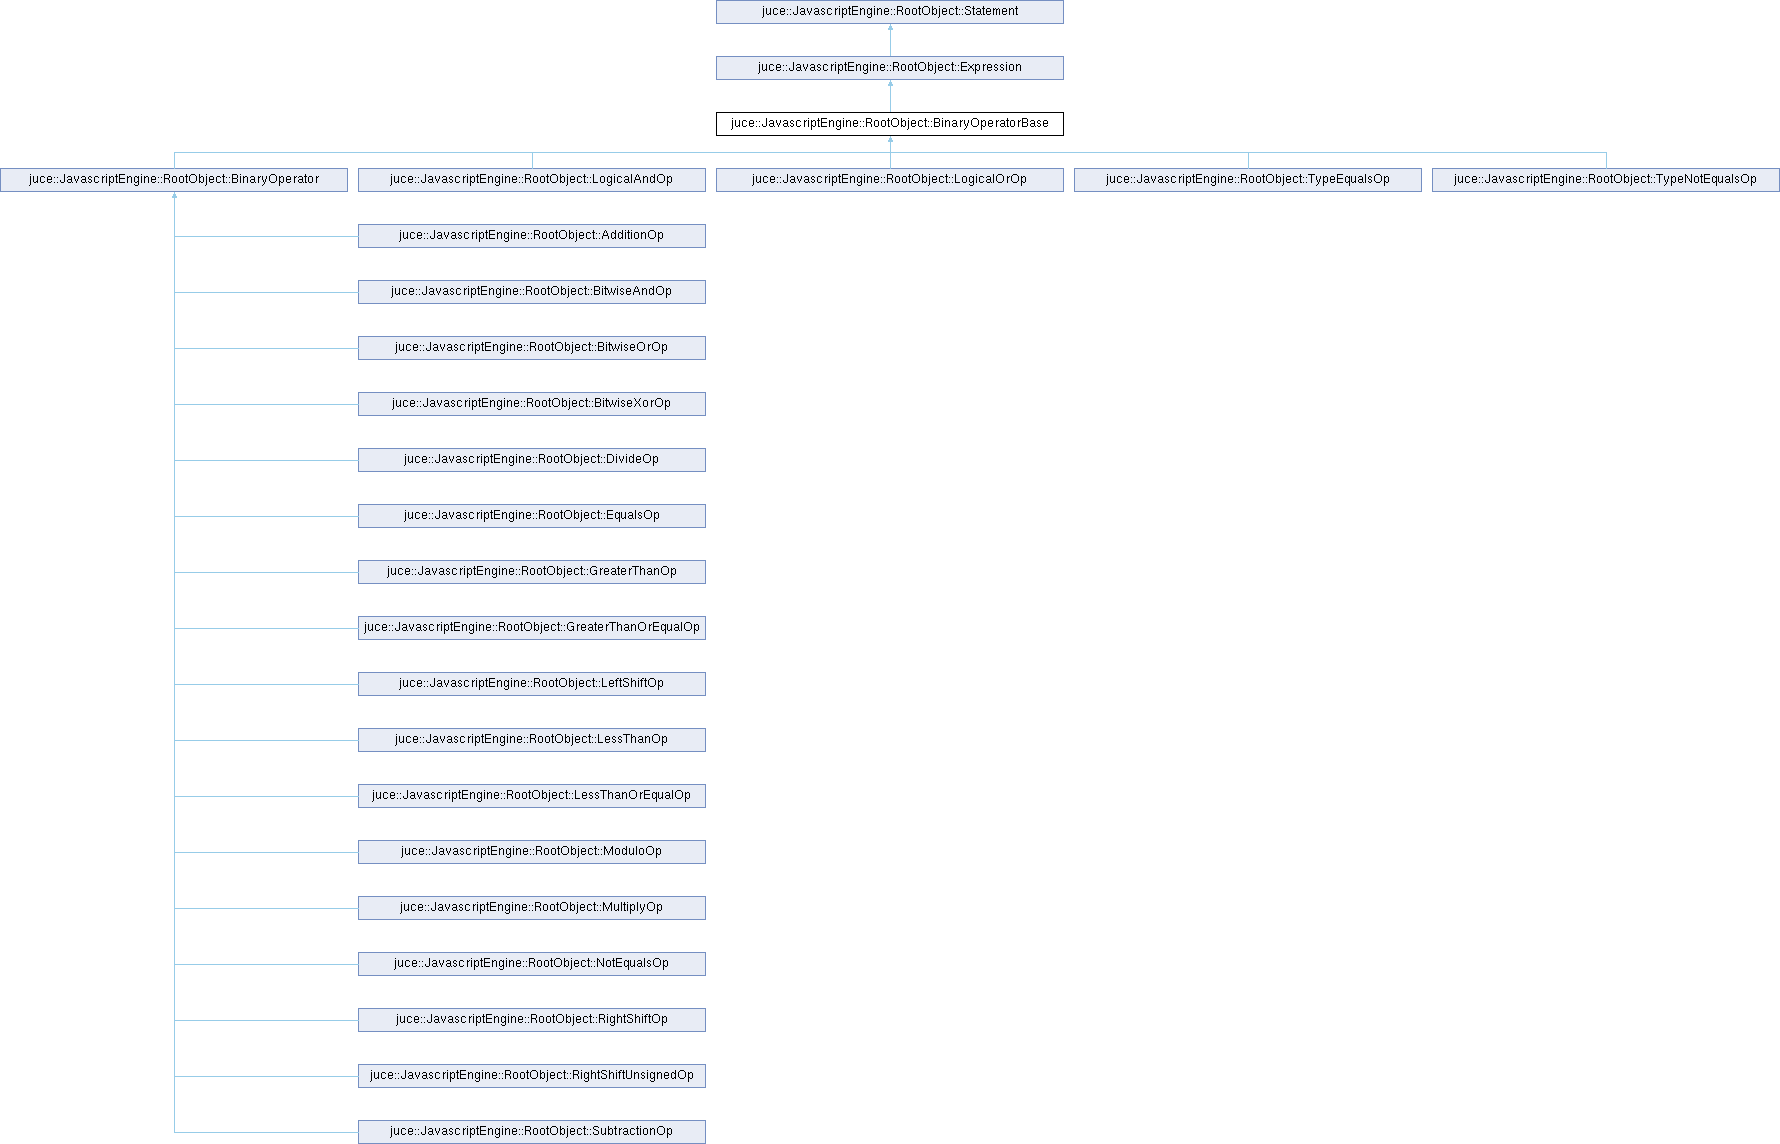 juce::JavascriptEngine::RootObject::Statement
juce::JavascriptEngine::RootObject::Expression
juce::JavascriptEngine::RootObject::BinaryOperatorBase
juce::JavascriptEngine::RootObject::BinaryOperator
juce::JavascriptEngine::RootObject::LogicalAndOp
juce::JavascriptEngine::RootObject::LogicalOrOp
juce::JavascriptEngine::RootObject::TypeEqualsOp
juce::JavascriptEngine::RootObject::TypeNotEqualsOp
juce::JavascriptEngine::RootObject::AdditionOp
juce::JavascriptEngine::RootObject::BitwiseAndOp
juce::JavascriptEngine::RootObject::BitwiseOrOp
juce::JavascriptEngine::RootObject::BitwiseXorOp
juce::JavascriptEngine::RootObject::DivideOp
juce::JavascriptEngine::RootObject::EqualsOp
juce::JavascriptEngine::RootObject::GreaterThanOp
juce::JavascriptEngine::RootObject::GreaterThanOrEqualOp
juce::JavascriptEngine::RootObject::LeftShiftOp
juce::JavascriptEngine::RootObject::LessThanOp
juce::JavascriptEngine::RootObject::LessThanOrEqualOp
juce::JavascriptEngine::RootObject::ModuloOp
juce::JavascriptEngine::RootObject::MultiplyOp
juce::JavascriptEngine::RootObject::NotEqualsOp
juce::JavascriptEngine::RootObject::RightShiftOp
juce::JavascriptEngine::RootObject::RightShiftUnsignedOp
juce::JavascriptEngine::RootObject::SubtractionOp